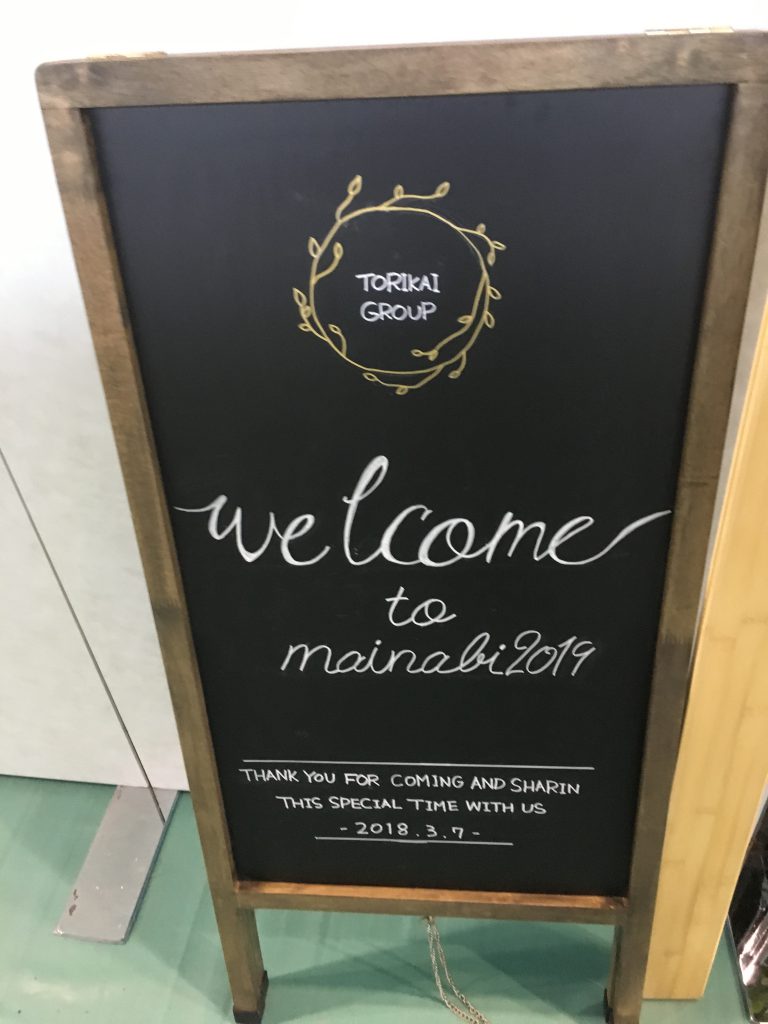 TORIKAI
GROUP
welcome
to
mainabi2019
THANK YOU FOR COMING AND SHARIN
THIS SPECIAL TIME WITH US
- 2018.3.7 -